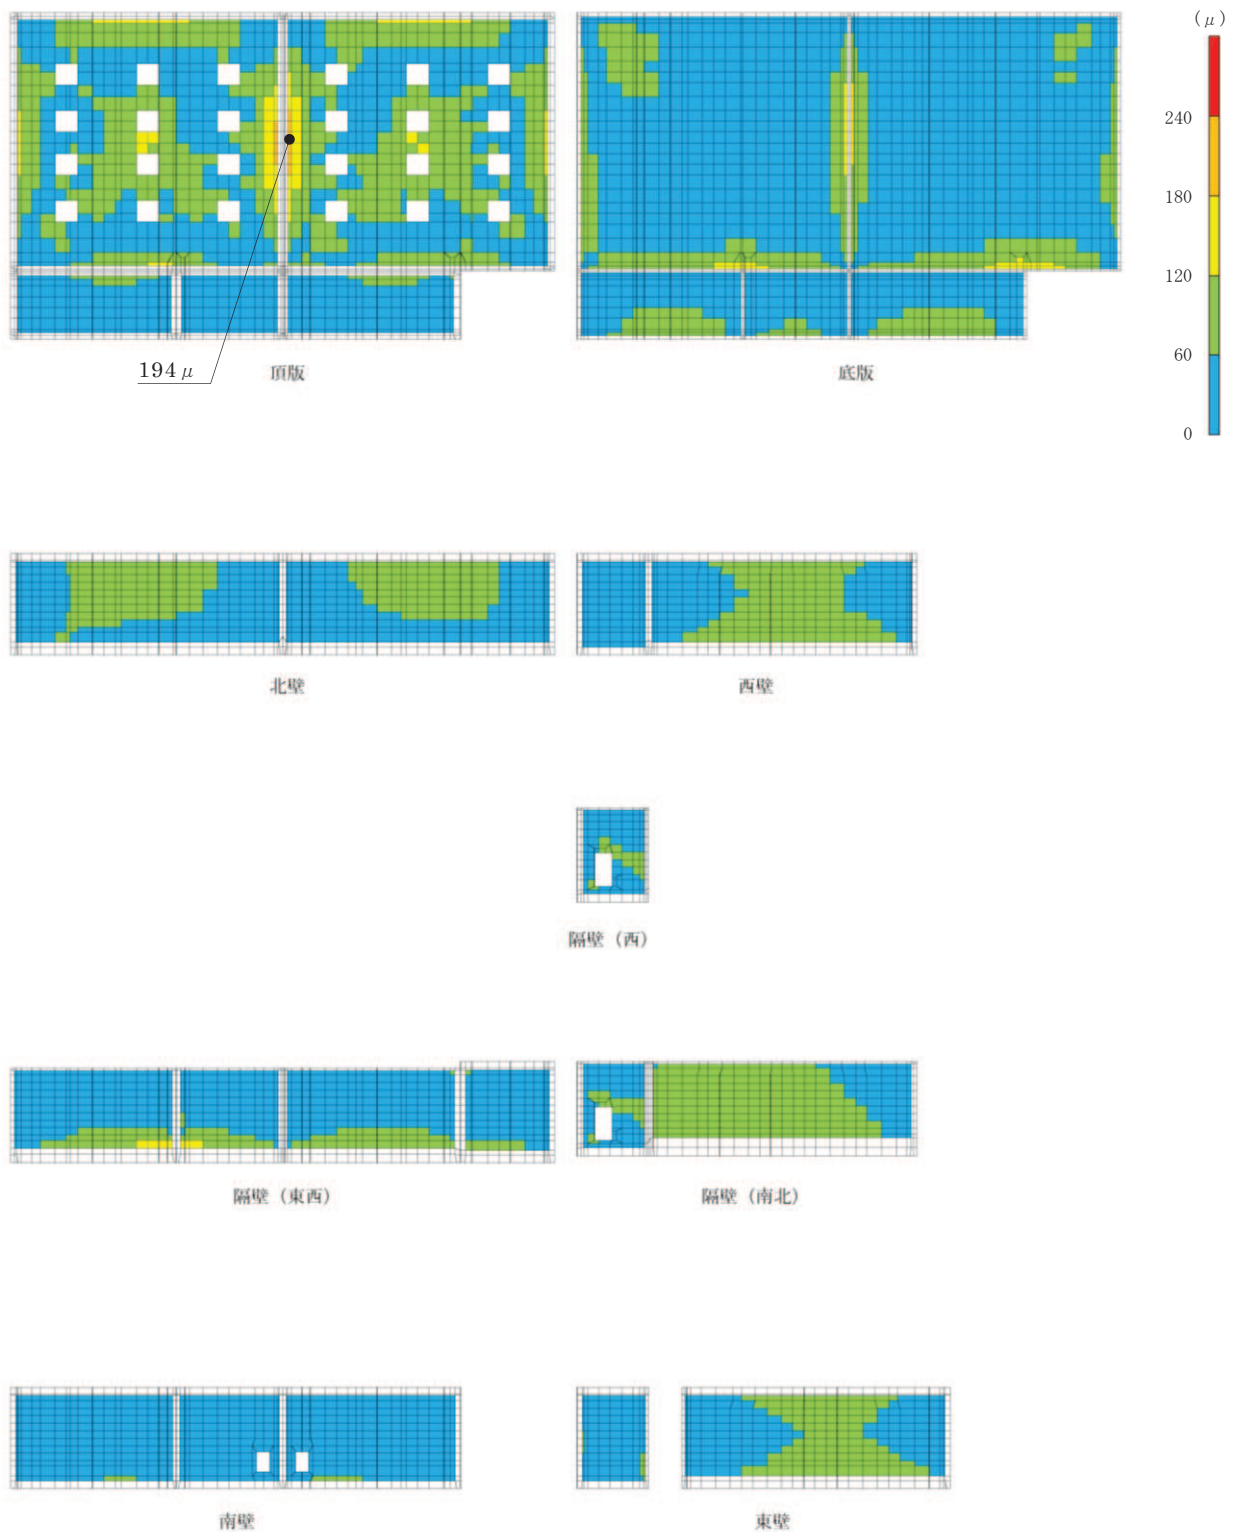 (μ)
240
180
120
60
0
194μ
頂版
底版
北壁
西壁
隔壁（西）
隔壁（東西）
隔壁（南北）
南壁
東壁